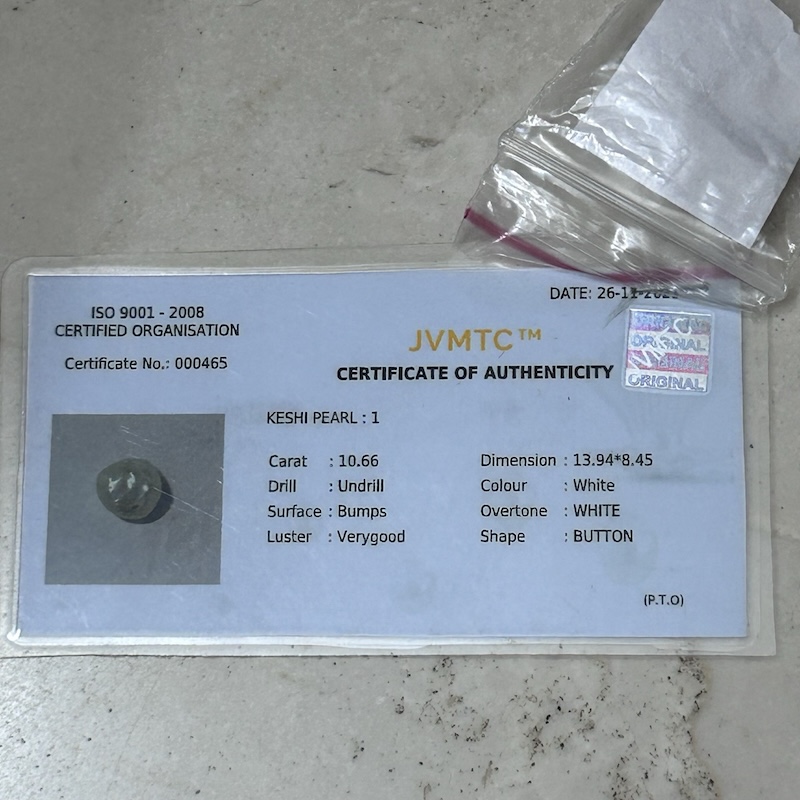 DATE: 26-11-2021
ISO 9001 - 2008
CERTIFIED ORGANISATION
Certificate No.: 000465
JVMTC™
CERTIFICATE OF AUTHENTICITY
ORIGINAL
ORIGINAL
KESHI PEARL : 1
Carat : 10.66
Dimension : 13.94*8.45
Drill : Undrill
Colour : White
Surface : Bumps
Overtone : WHITE
Luster : Verygood
Shape : BUTTON
(P.T.O)